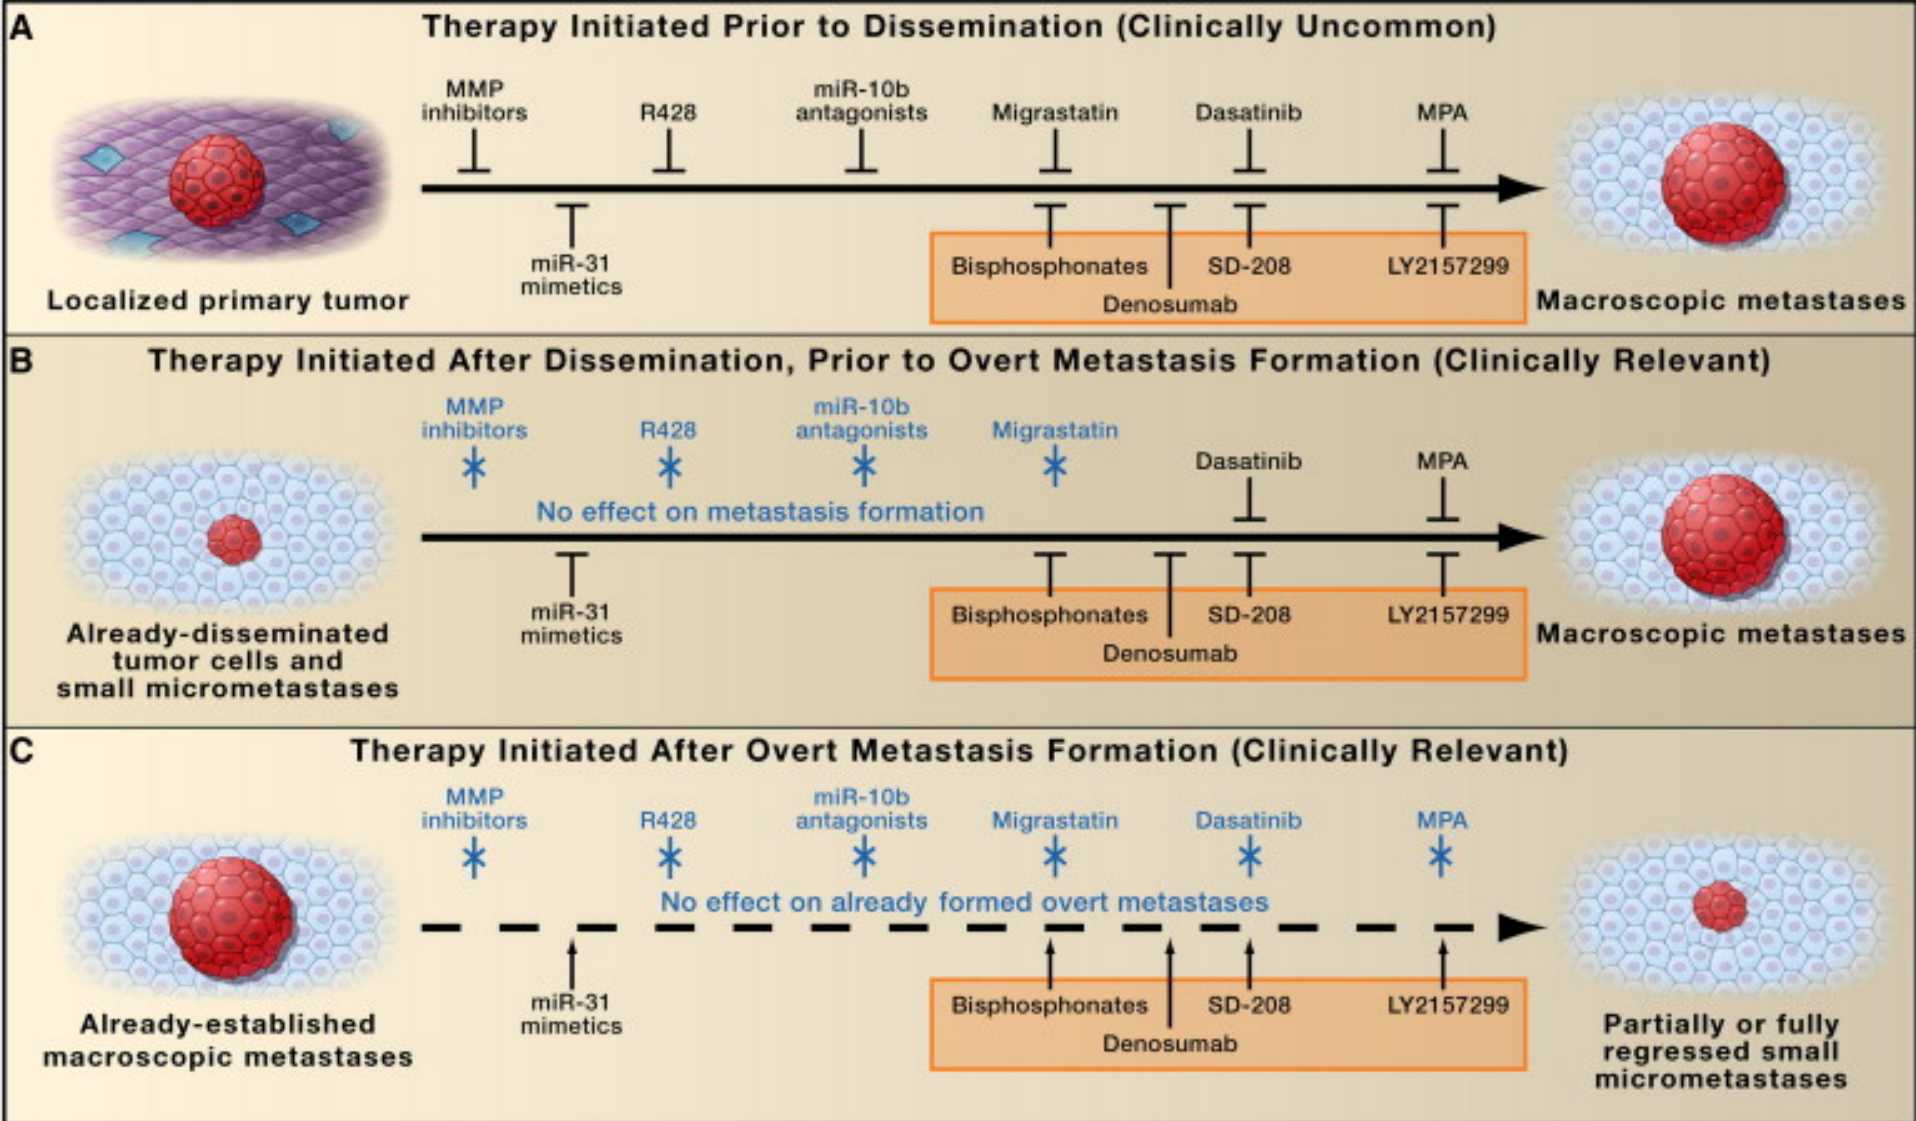 A
Therapy Initiated Prior to Dissemination (Clinically Uncommon)
MMP
inhibitors
R428
miR-10b
antagonists
Migrastatin
Dasatinib
MPA
miR-31
mimetics
Bisphosphonates
SD-208
LY2157299
Denosumab
Localized primary tumor
Macroscopic metastases
B
Therapy Initiated After Dissemination, Prior to Overt Metastasis Formation (Clinically Relevant)
MMP
inhibitors
R428
miR-10b
antagonists
Migrastatin
Dasatinib
MPA
No effect on metastasis formation
miR-31
mimetics
Bisphosphonates
SD-208
LY2157299
Denosumab
Already-disseminated
tumor cells and
small micrometastases
Macroscopic metastases
C
Therapy Initiated After Overt Metastasis Formation (Clinically Relevant)
MMP
inhibitors
R428
miR-10b
antagonists
Migrastatin
Dasatinib
MPA
No effect on already formed overt metastases
miR-31
mimetics
Bisphosphonates
SD-208
LY2157299
Denosumab
Already-established
macroscopic metastases
Partially or fully
regressed small
micrometastases